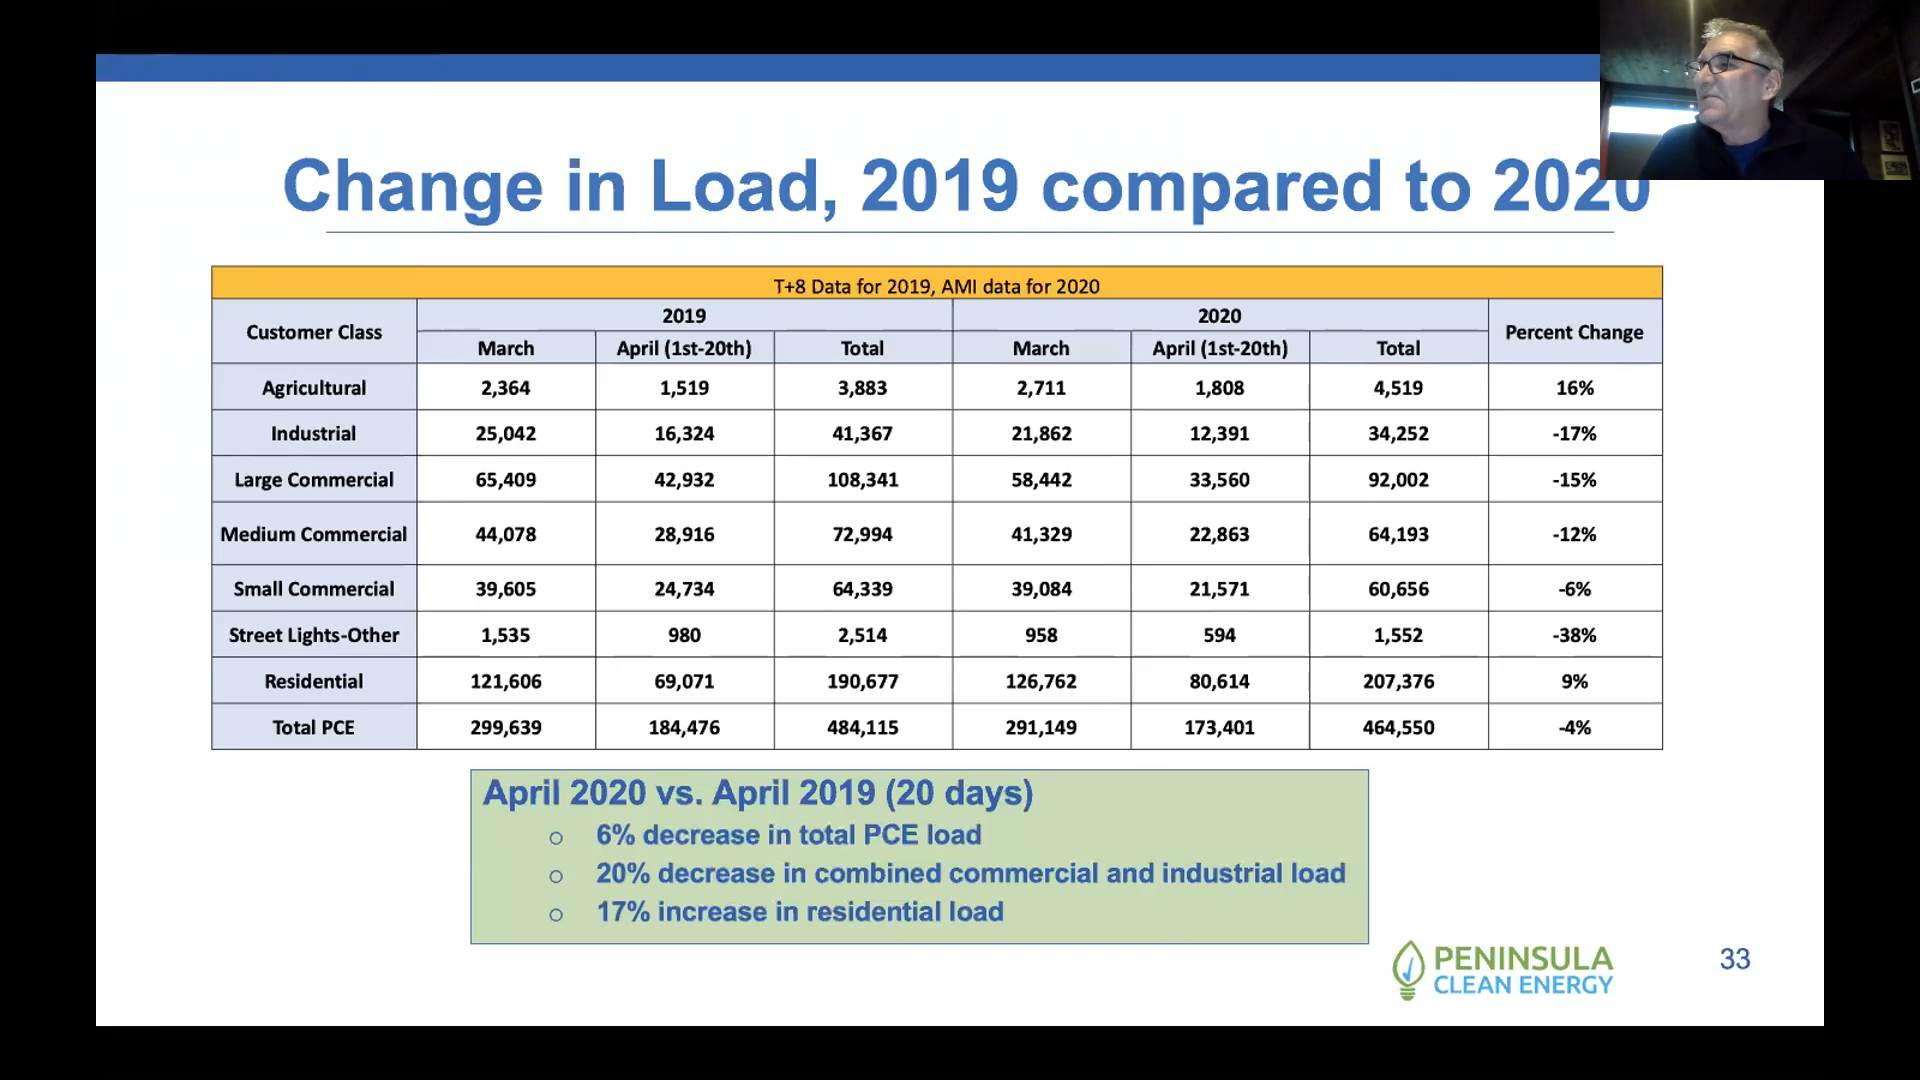 Change in Load, 2019 compared to 2020
T+8 Data for 2019, AMI data for 2020
Customer Class 2019 2020 Percent Change
March April (1st-20th) Total March April (1st-20th) Total
Agricultural 2,364 1,519 3,883 2,711 1,808 4,519 16%
Industrial 25,042 16,324 41,367 21,862 12,391 34,252 -17%
Large Commercial 65,409 42,932 108,341 58,442 33,560 92,002 -15%
Medium Commercial 44,078 28,916 72,994 41,329 22,863 64,193 -12%
Small Commercial 39,605 24,734 64,339 39,084 21,571 60,656 -6%
Street Lights-Other 1,535 980 2,514 958 594 1,552 -38%
Residential 121,606 69,071 190,677 126,762 80,614 207,376 9%
Total PCE 299,639 184,476 484,115 291,149 173,401 464,550 -4%
April 2020 vs. April 2019 (20 days)
○ 6% decrease in total PCE load
○ 20% decrease in combined commercial and industrial load
○ 17% increase in residential load
PENINSULA
CLEAN ENERGY
33